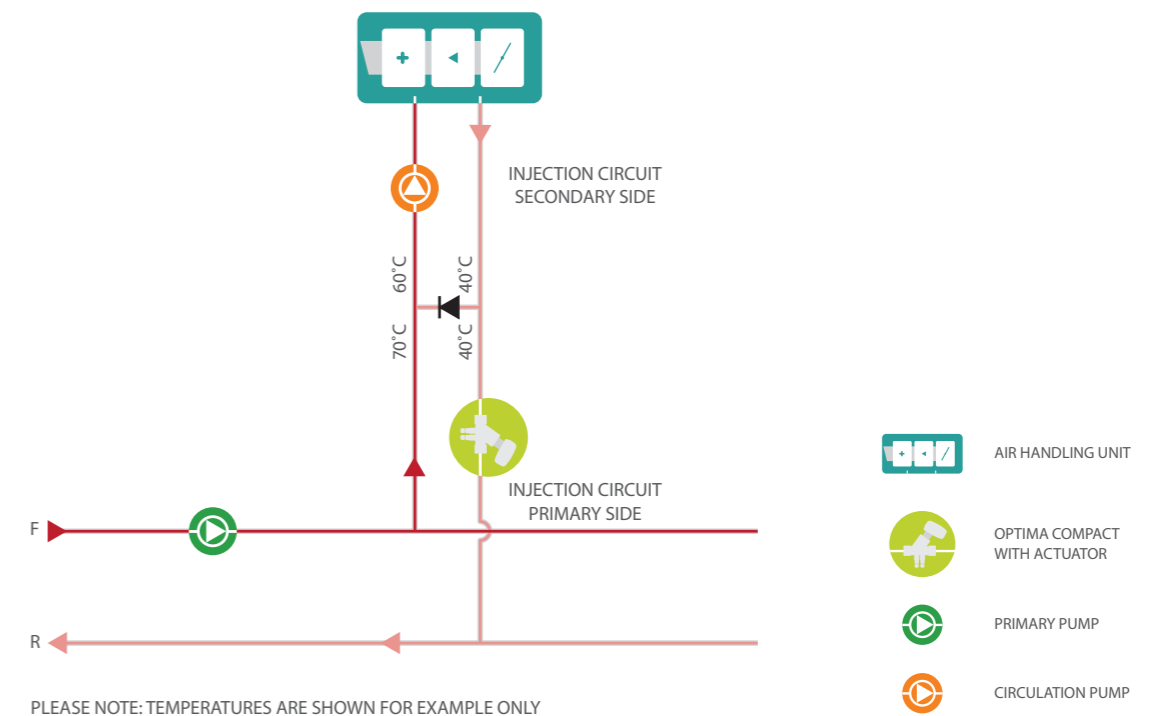 INJECTION CIRCUIT
SECONDARY SIDE
60˚C
40˚C
70˚C
40˚C
INJECTION CIRCUIT
PRIMARY SIDE
F
R
PLEASE NOTE: TEMPERATURES ARE SHOWN FOR EXAMPLE ONLY
AIR HANDLING UNIT
OPTIMA COMPACT
WITH ACTUATOR
PRIMARY PUMP
CIRCULATION PUMP